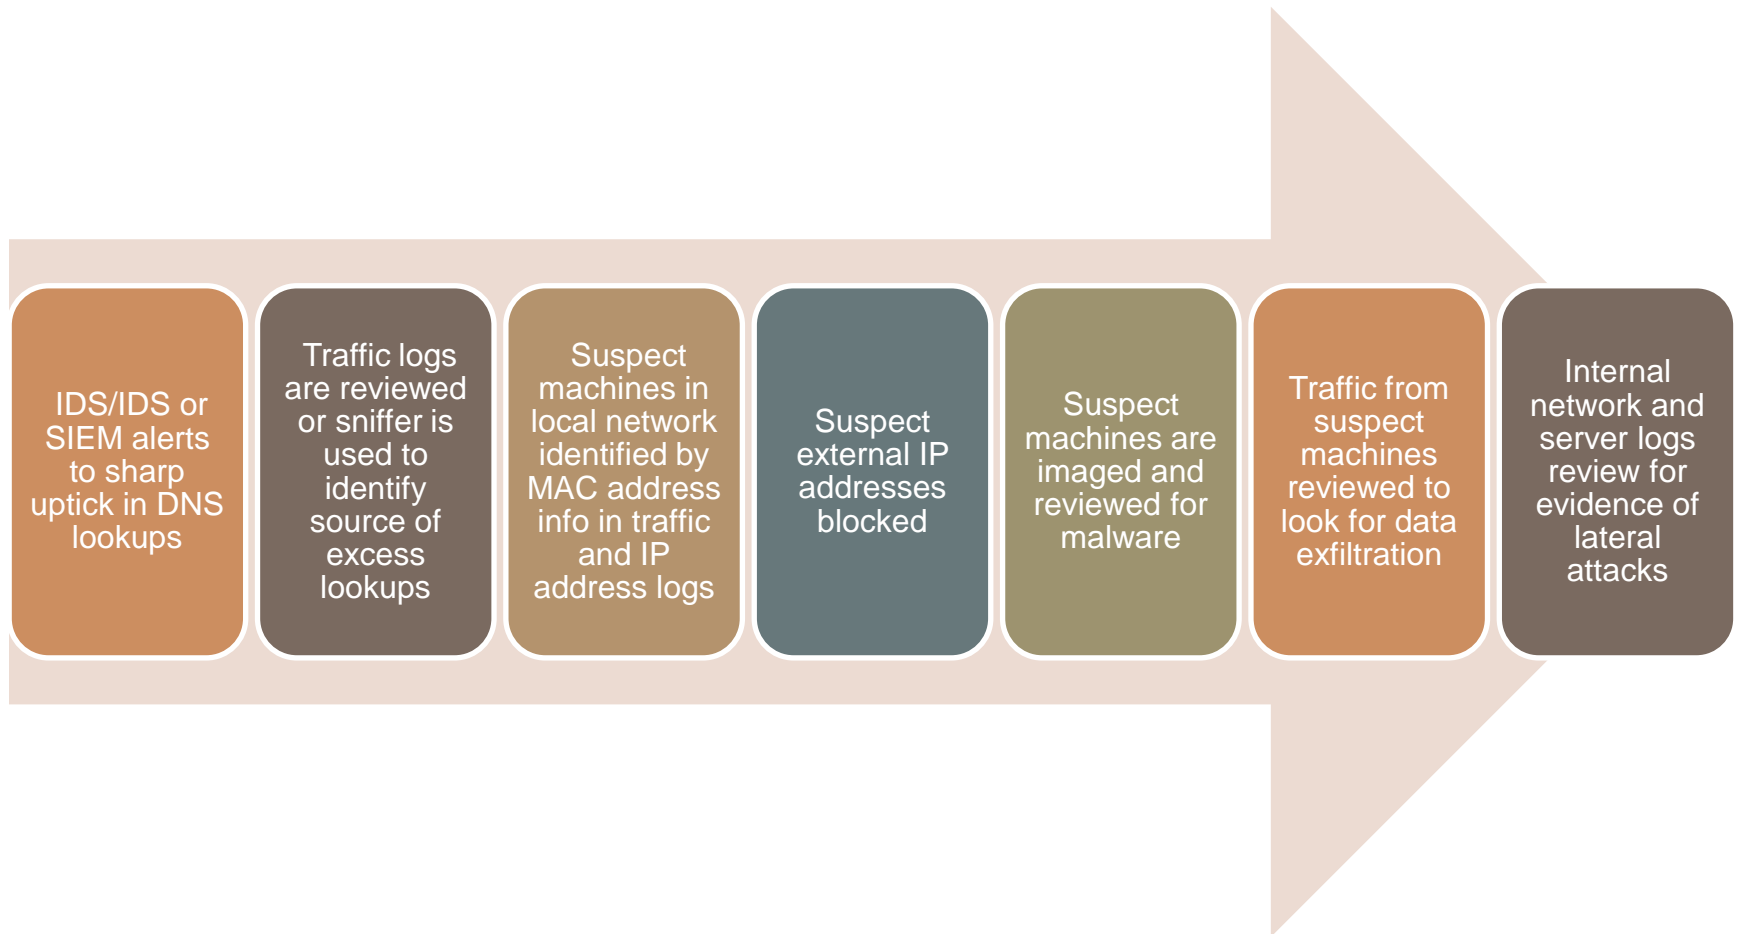 IDS/IDS or
SIEM alerts
to sharp
uptick in DNS
lookups
Traffic logs
are reviewed
or sniffer is
used to
identify
source of
excess
lookups
Suspect
machines in
local network
identified by
MAC address
info in traffic
and IP
address logs
Suspect
external IP
addresses
blocked
Suspect
machines are
imaged and
reviewed for
malware
Traffic from
suspect
machines
reviewed to
look for data
exfiltration
Internal
network and
server logs
review for
evidence of
lateral
attacks